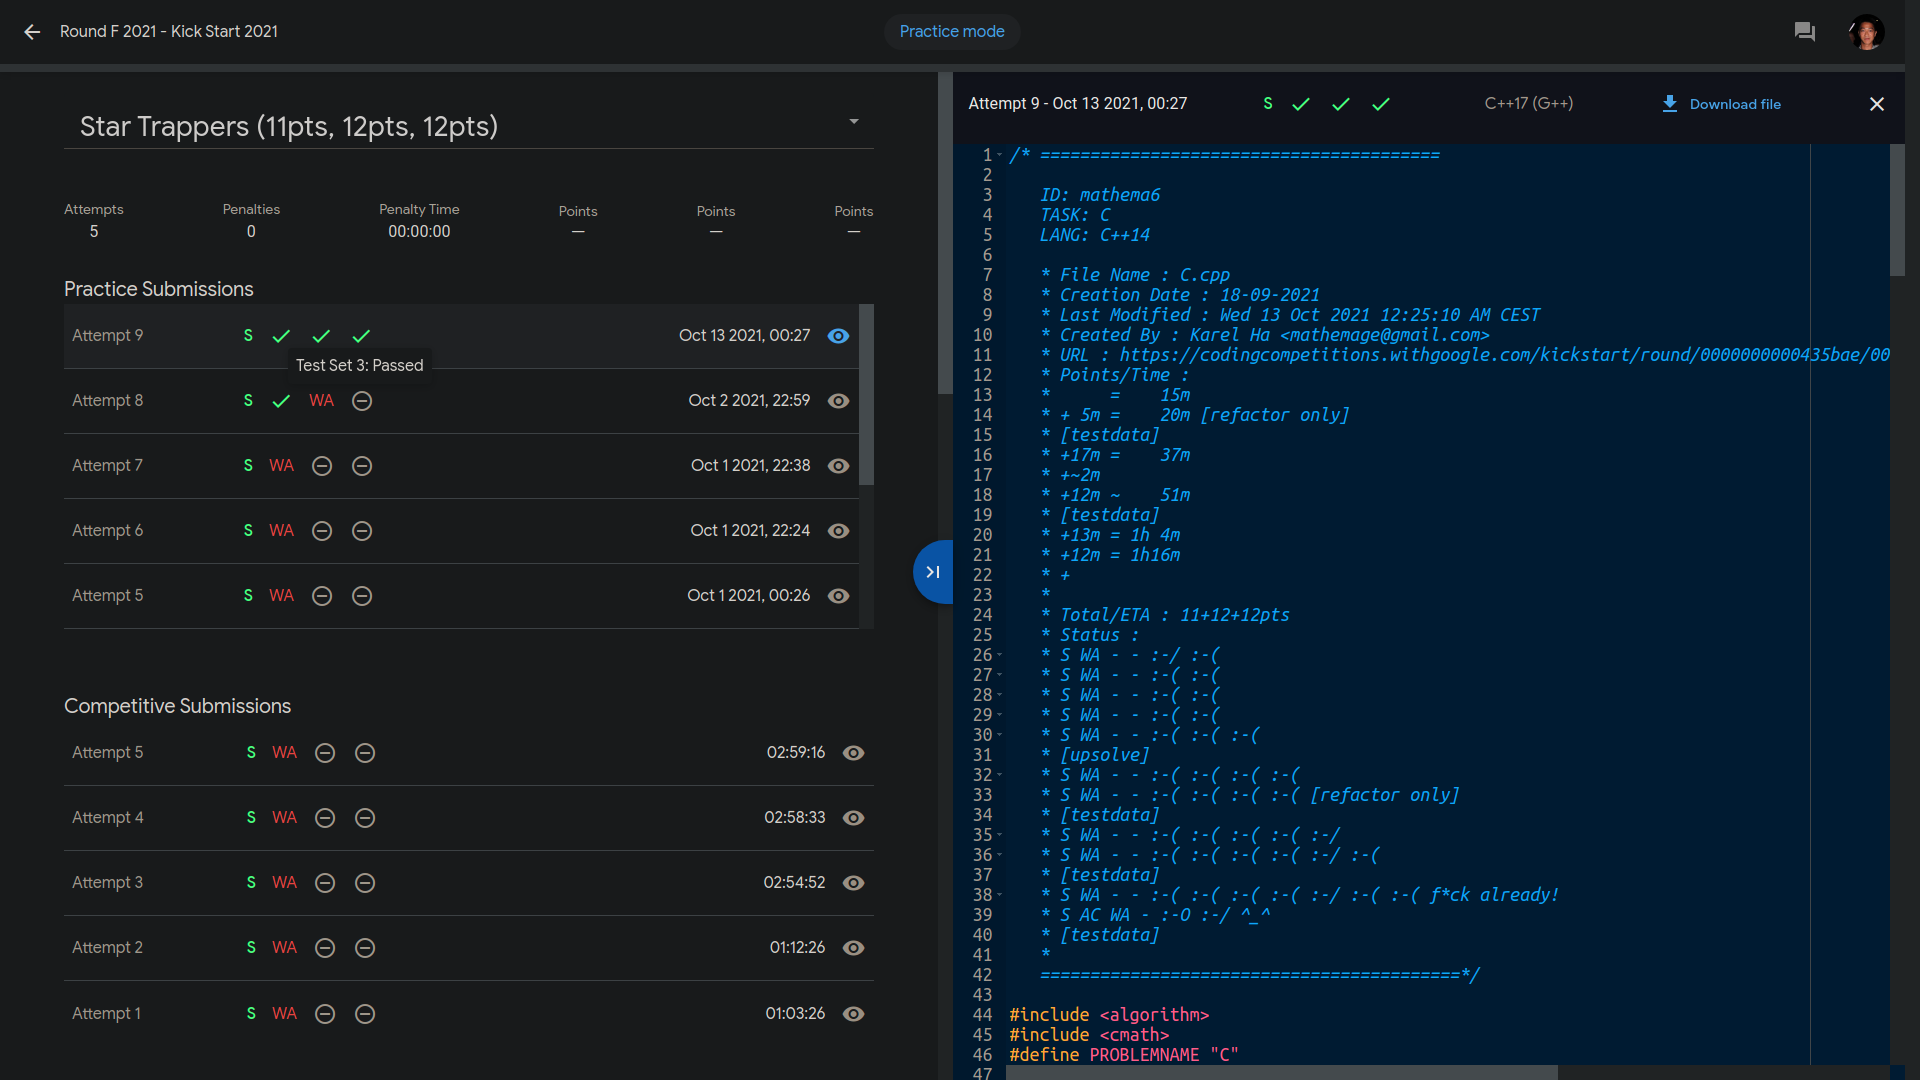 Round F 2021 - Kick Start 2021
Practice mode
Star Trappers (11pts, 12pts, 12pts)
Attempts
5
Penalties
0
Penalty Time
00:00:00
Points
—
Points
—
Points
—
Practice Submissions
Attempt 9 S Oct 13 2021, 00:27
Test Set 3: Passed
Attempt 8 S WA Oct 2 2021, 22:59
Attempt 7 S WA Oct 1 2021, 22:38
Attempt 6 S WA Oct 1 2021, 22:24
Attempt 5 S WA Oct 1 2021, 00:26
Competitive Submissions
Attempt 5 S WA 02:59:16
Attempt 4 S WA 02:58:33
Attempt 3 S WA 02:54:52
Attempt 2 S WA 01:12:26
Attempt 1 S WA 01:03:26
Attempt 9 - Oct 13 2021, 00:27 S C++17 (G++) Download file
1 /* ========================================
2
3 ID: mathema6
4 TASK: C
5 LANG: C++14
6
7 * File Name : C.cpp
8 * Creation Date : 18-09-2021
9 * Last Modified : Wed 13 Oct 2021 12:25:10 AM CEST
10 * Created By : Karel Ha <mathemage@gmail.com>
11 * URL : https://codingcompetitions.withgoogle.com/kickstart/round/0000000000435bae/00
12 * Points/Time :
13 * = 15m
14 * + 5m = 20m [refactor only]
15 * [testdata]
16 * +17m = 37m
17 * +~2m
18 * +12m ~ 51m
19 * [testdata]
20 * +13m = 1h 4m
21 * +12m = 1h16m
22 * +
23 *
24 * Total/ETA : 11+12+12pts
25 * Status :
26 * S WA - - :-/ :-(
27 * S WA - - :-( :-(
28 * S WA - - :-( :-(
29 * S WA - - :-( :-(
30 * S WA - - :-( :-( :-(
31 * [upsolve]
32 * S WA - - :-( :-( :-( :-(
33 * S WA - - :-( :-( :-( :-( [refactor only]
34 * [testdata]
35 * S WA - - :-( :-( :-( :-( :-/
36 * S WA - - :-( :-( :-( :-( :-/ :-(
37 * [testdata]
38 * S WA - - :-( :-( :-( :-( :-/ :-( :-( f*ck already!
39 * S AC WA - :-O :-/ ^_^
40 * [testdata]
41 *
42 ==========================================*/
43
44 #include <algorithm>
45 #include <cmath>
46 #define PROBLEMNAME "C"
47